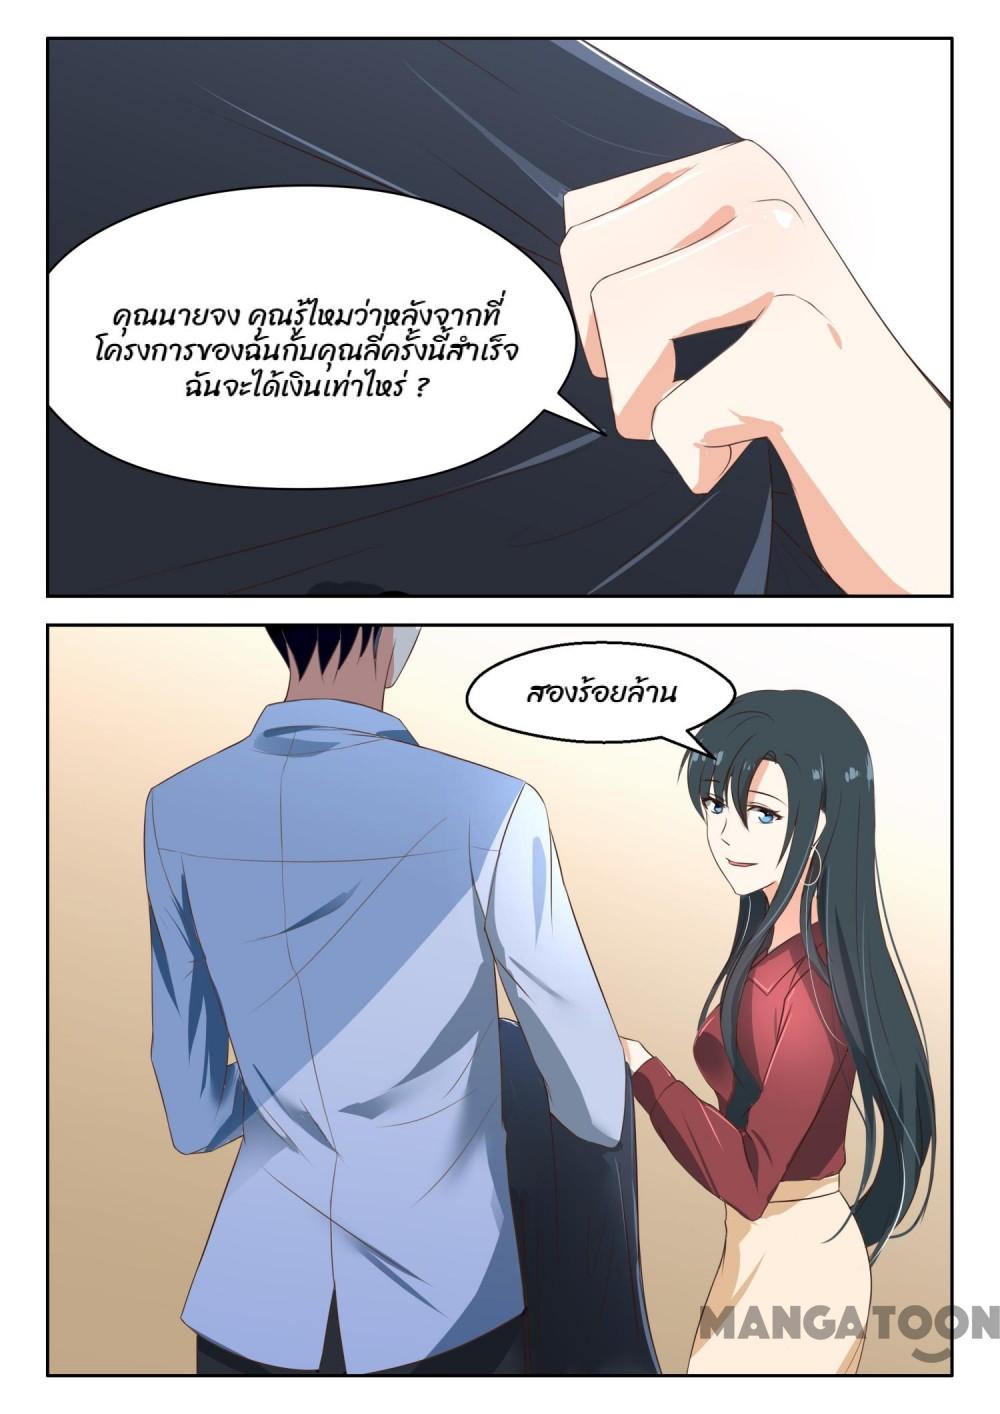 คุณนายจง คุณรู้ไหมว่าหลังจากที่
โครงการของฉันกับคุณลี่ครั้งนี้สำเร็จ
ฉันจะได้เงินเท่าไหร่ ?
สองร้อยล้าน
MANGATOON